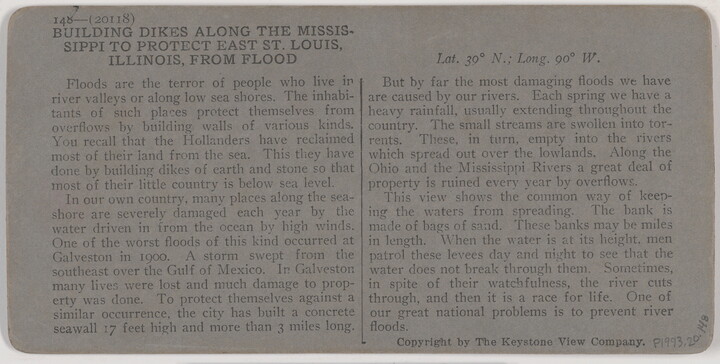 148—(20118)
BUILDING DIKES ALONG THE MISSIS-
SIPPI TO PROTECT EAST ST. LOUIS,
ILLINOIS, FROM FLOOD
Floods are the terror of people who live in
river valleys or along low sea shores. The inhabi-
tants of such places protect themselves from
overflows by building walls of various kinds.
You recall that the Hollanders have reclaimed
most of their land from the sea. This they have
done by building dikes of earth and stone so that
most of their little country is below sea level.
In our own country, many places along the sea-
shore are severely damaged each year by the
water driven in from the ocean by high winds.
One of the worst floods of this kind occurred at
Galveston in 1900. A storm swept from the
southeast over the Gulf of Mexico. In Galveston
many lives were lost and much damage to prop-
erty was done. To protect themselves against a
similar occurrence, the city has built a concrete
seawall 17 feet high and more than 3 miles long.
Lat. 39° N.; Long. 90° W.
But by far the most damaging floods we have
are caused by our rivers. Each spring we have a
heavy rainfall, usually extending throughout the
country. The small streams are swollen into tor-
rents. These, in turn, empty into the rivers
which spread out over the lowlands. Along the
Ohio and the Mississippi Rivers a great deal of
property is ruined every year by overflows.
This view shows the common way of keep-
ing the waters from spreading. The bank is
made of bags of sand. These banks may be miles
in length. When the water is at its height, men
patrol these levees day and night to see that the
water does not break through them. Sometimes,
in spite of their watchfulness, the river cuts
through, and then it is a race for life. One of
our great national problems is to prevent river
floods.
Copyright by The Keystone View Company.
148